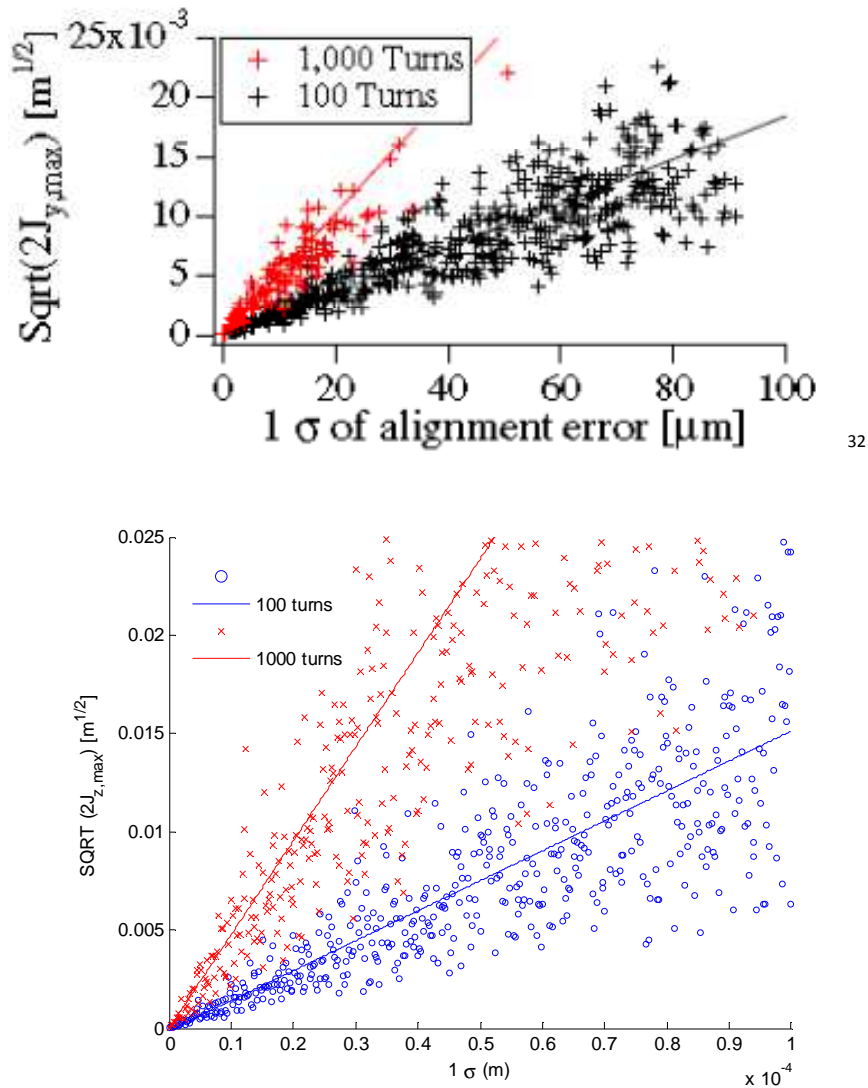 25x10⁻³
20
15
10
5
0
Sqrt(2J_y,max) [m^1/2]
1,000 Turns
100 Turns
0 20 40 60 80 100
1 σ of alignment error [μm]
32
0.025
0.02
0.015
0.01
0.005
0
SQRT (2J_z,max) [m^1/2]
100 turns
1000 turns
0 0.1 0.2 0.3 0.4 0.5 0.6 0.7 0.8 0.9 1
1 σ (m)
x 10⁻⁴